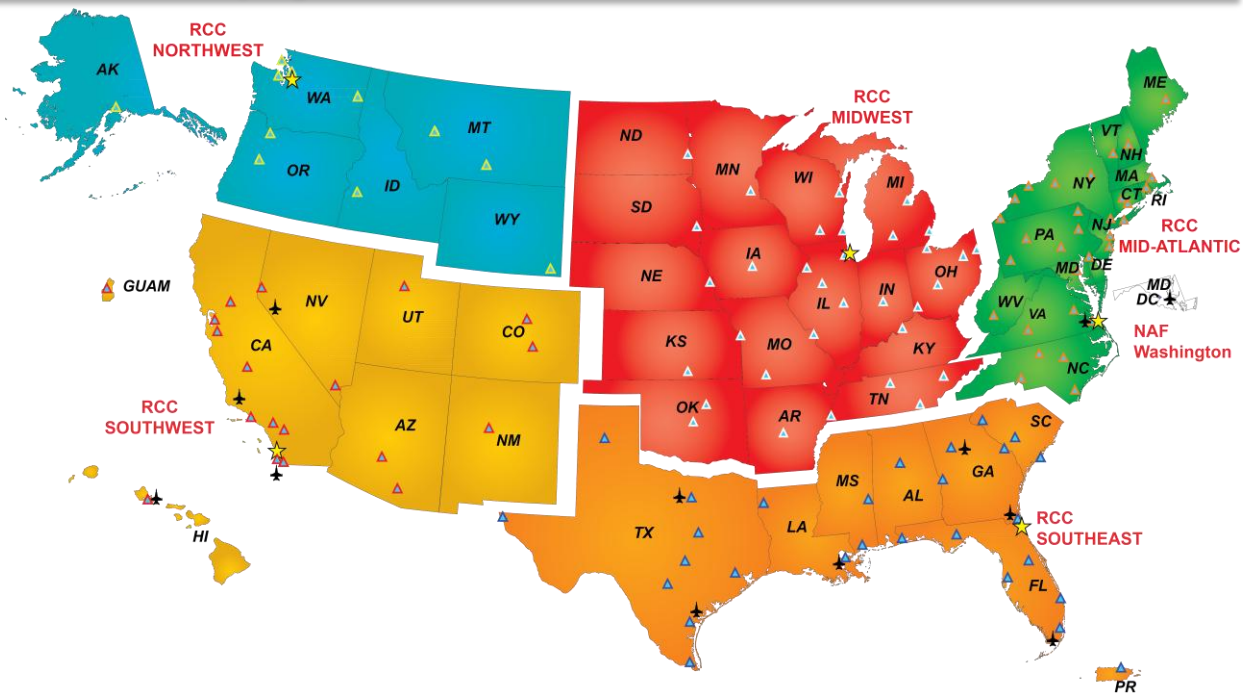 RCC
NORTHWEST
AK
WA
MT
OR
ID
WY
RCC
MIDWEST
ND
MN
WI
MI
SD
IA
NE
IL
IN
OH
KS
MO
KY
OK
AR
TN
ME
VT
NH
NY
MA
CT
RI
PA
NJ
RCC
MID-ATLANTIC
MD
DE
WV
VA
MD
DC
NAF
Washington
NC
GUAM
NV
UT
CO
CA
RCC
SOUTHWEST
AZ
NM
HI
TX
LA
MS
AL
GA
SC
RCC
SOUTHEAST
FL
PR